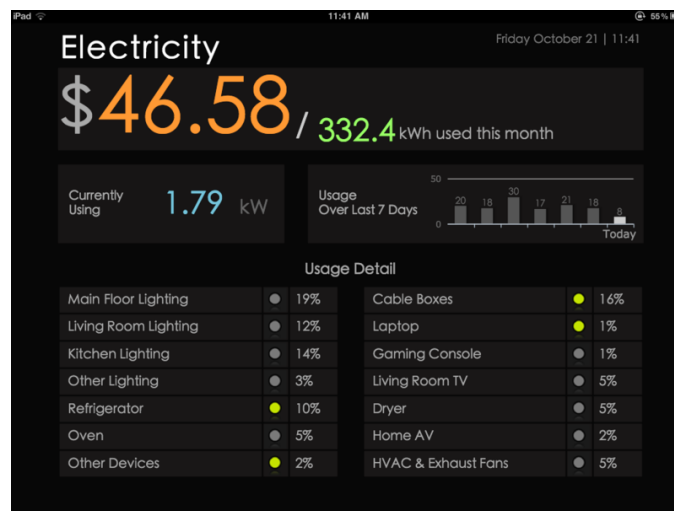 iPad 11:41 AM 55%
Electricity
Friday October 21 | 11:41
$46.58 / 332.4 kWh used this month
Currently
Using
1.79 kW
Usage
Over Last 7 Days
50
0
20 18 30 17 21 18 8
Today
Usage Detail
Main Floor Lighting 19%
Living Room Lighting 12%
Kitchen Lighting 14%
Other Lighting 3%
Refrigerator 10%
Oven 5%
Other Devices 2%
Cable Boxes 16%
Laptop 1%
Gaming Console 1%
Living Room TV 5%
Dryer 5%
Home AV 2%
HVAC & Exhaust Fans 5%